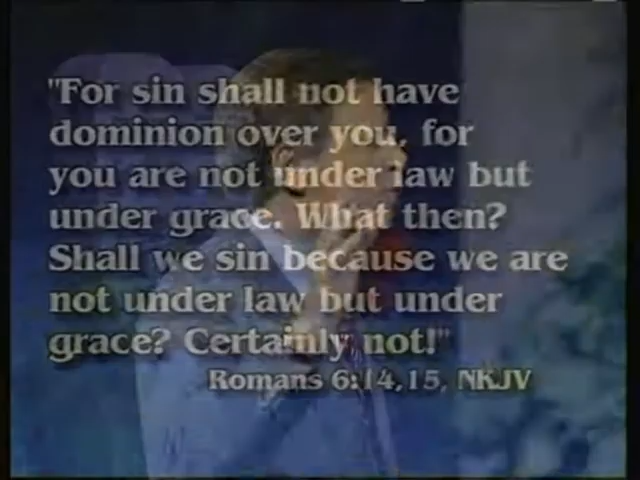 "For sin shall not have
dominion over you, for
you are not under law but
under grace. What then?
Shall we sin because we are
not under law but under
grace? Certainly not!"
Romans 6:14,15, NKJV